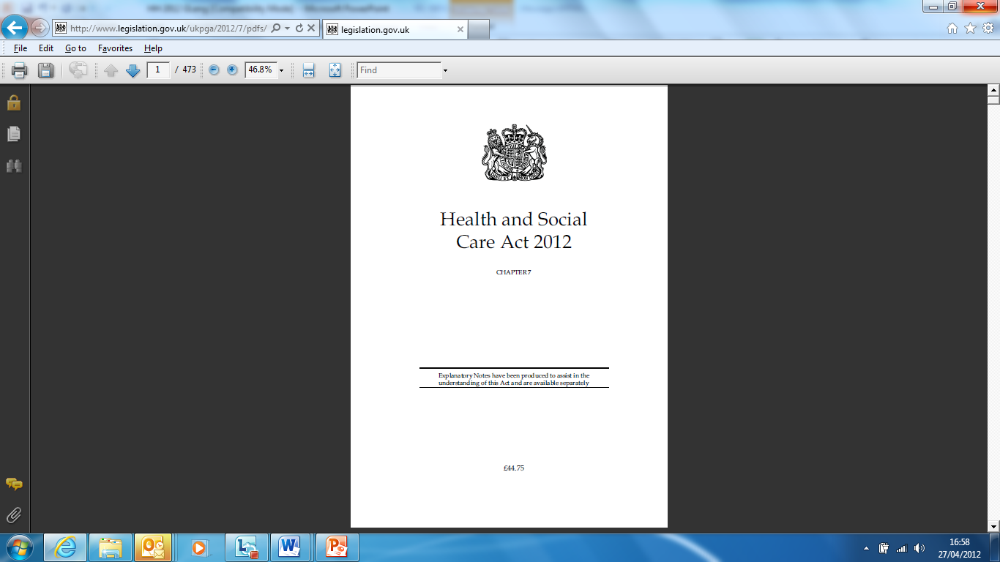 http://www.legislation.gov.uk/ukpga/2012/7/pdfs/
legislation.gov.uk
File Edit Go to Favorites Help
1 / 473 46.8% Find
Health and Social
Care Act 2012
CHAPTER 7
Explanatory Notes have been produced to assist in the
understanding of this Act and are available separately
£44.75
16:58
27/04/2012